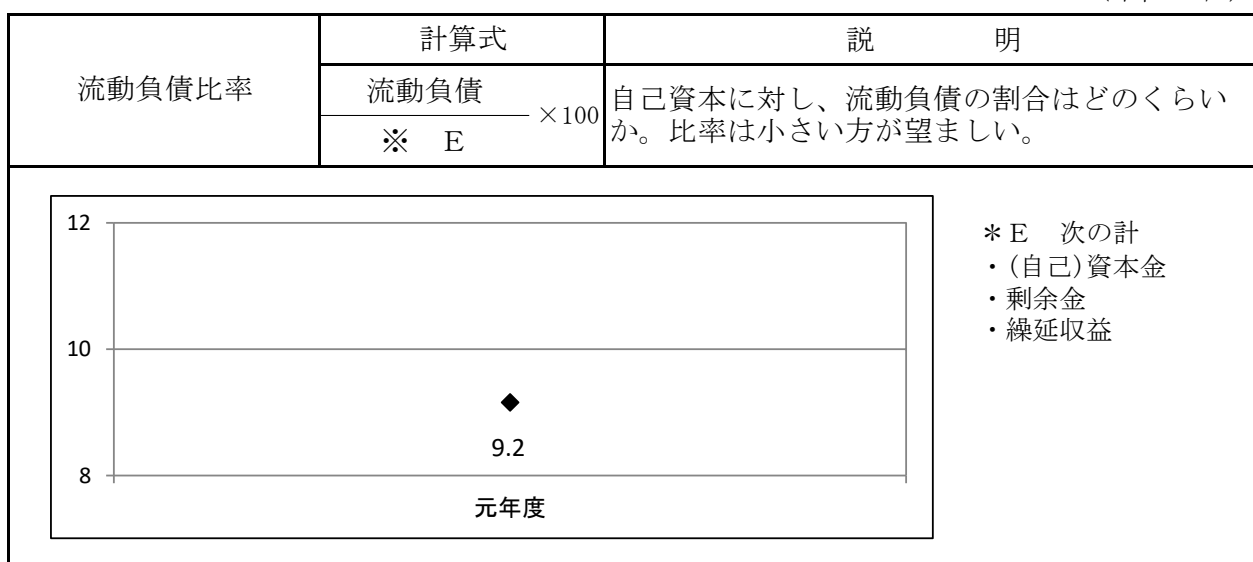 計算式
説　　　明
流動負債比率
流動負債
※　E
×100
自己資本に対し、流動負債の割合はどのくらい
か。比率は小さい方が望ましい。
12
10
8
9.2
元年度
＊E　次の計
・(自己)資本金
・剰余金
・繰延収益